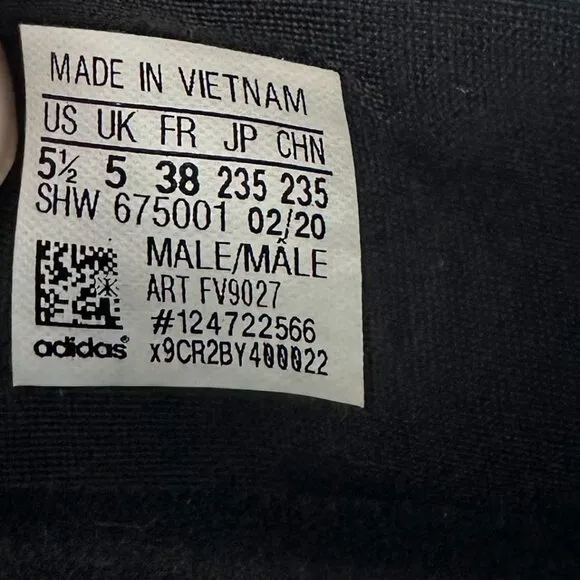 MADE IN VIETNAM
US UK FR JP CHN
5½ 5 38 235 235
SHW 675001 02/20
MALE/MÂLE
ART FV9027
#124722566
adidas® x9CR2BY400022